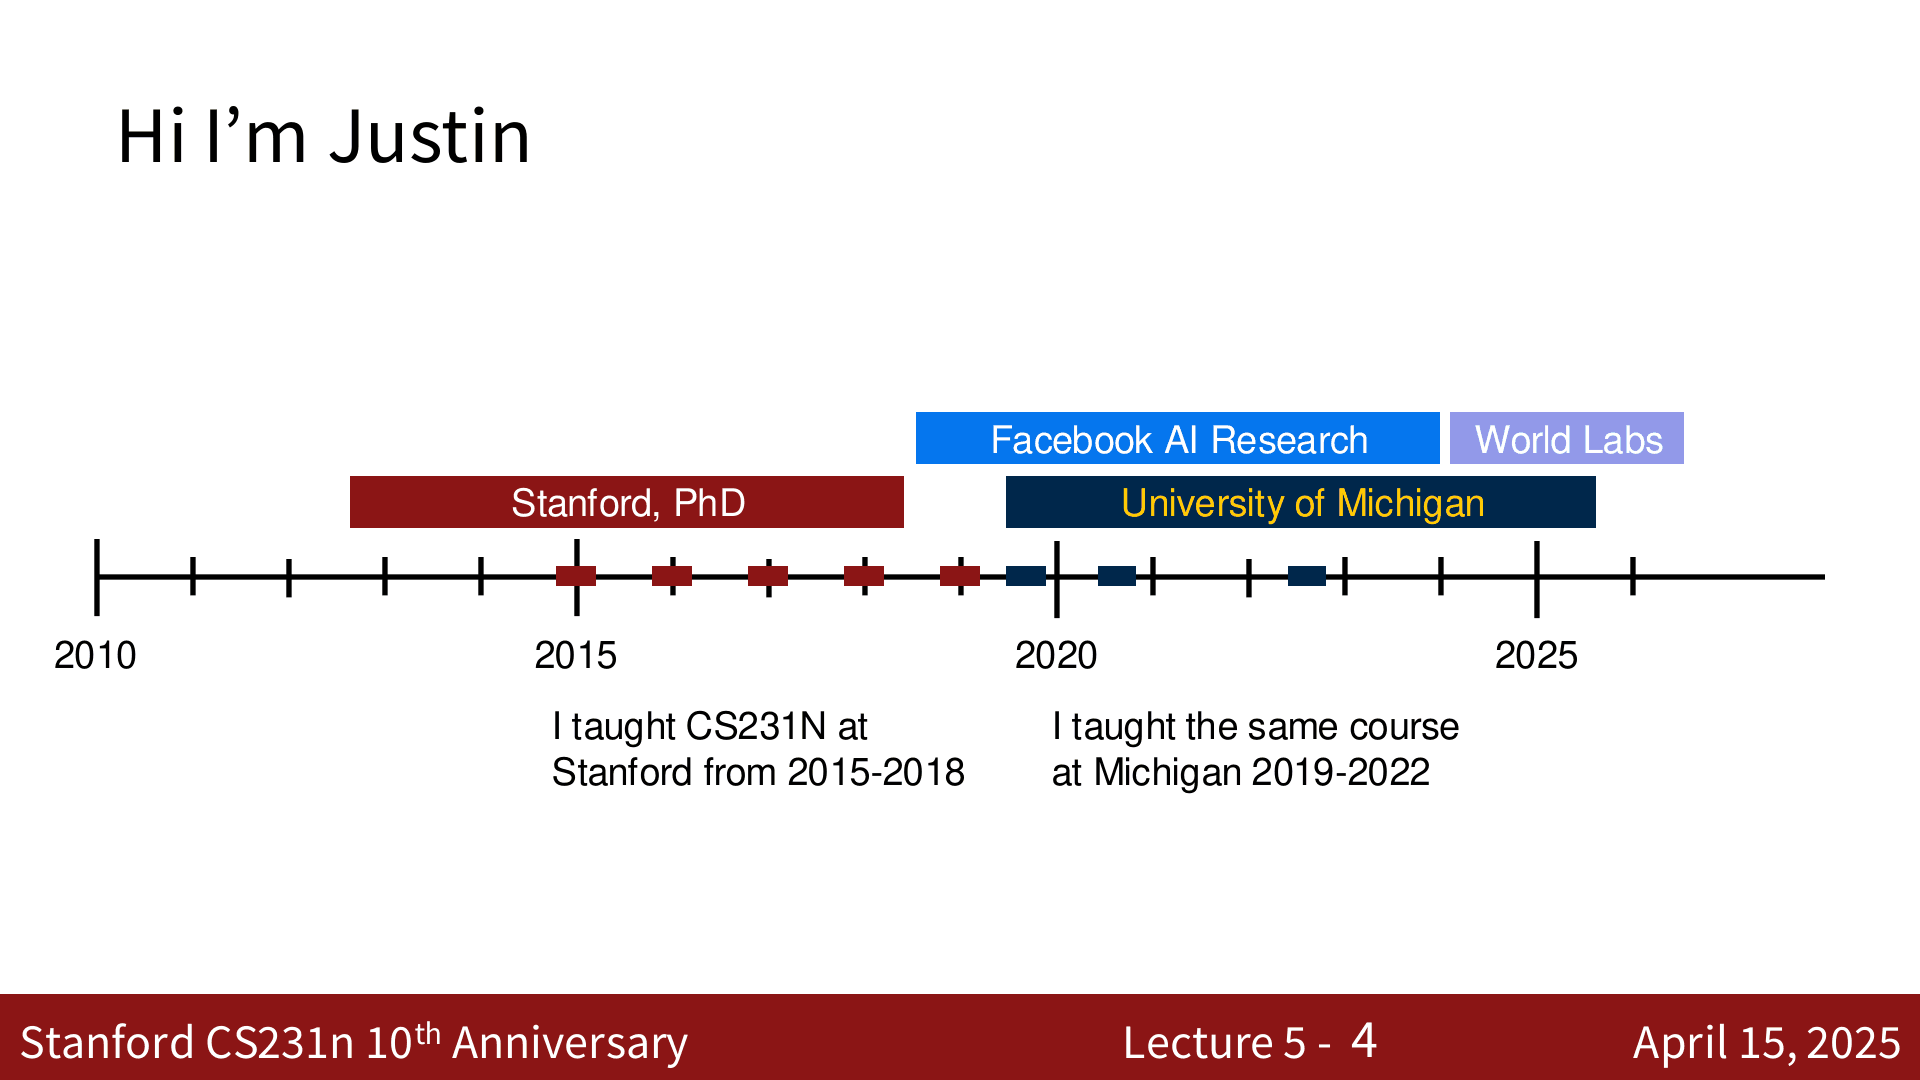 Hi I’m Justin
Facebook AI Research
World Labs
Stanford, PhD
University of Michigan
2010
2015
2020
2025
I taught CS231N at
Stanford from 2015-2018
I taught the same course
at Michigan 2019-2022
Stanford CS231n 10th Anniversary
Lecture 5 - 4
April 15, 2025